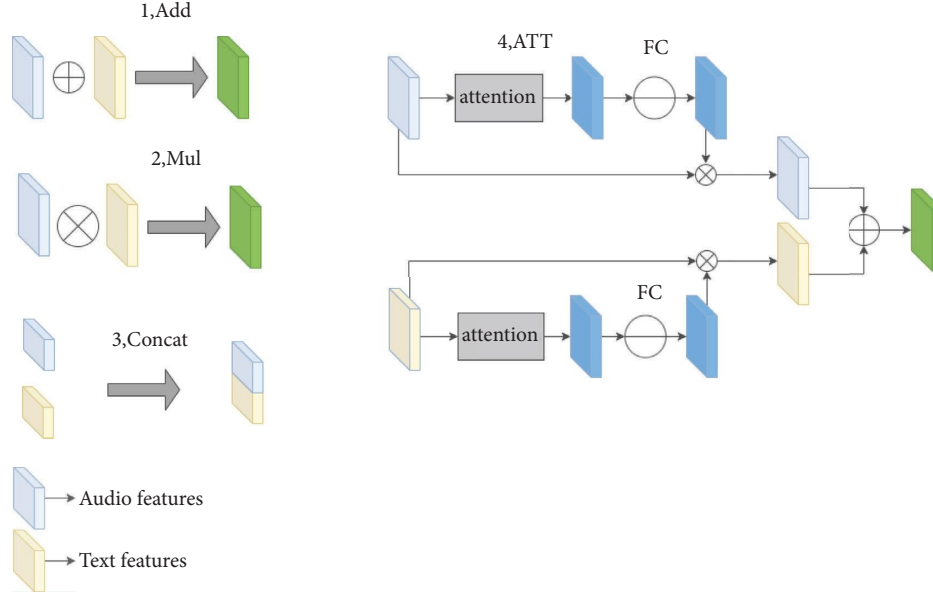 1,Add
2,Mul
3,Concat
Audio features
Text features
4,ATT
FC
attention
FC
attention